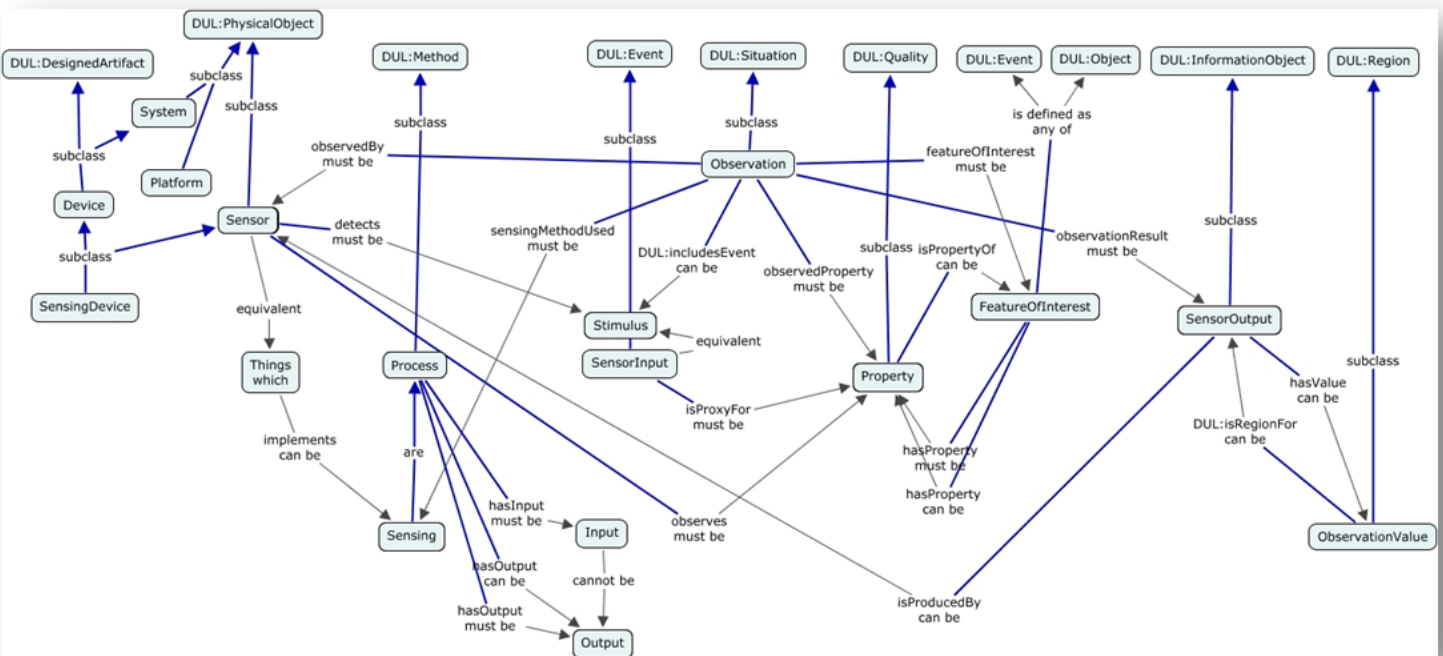 DUL:PhysicalObject
DUL:DesignedArtifact
DUL:Method
DUL:Event
DUL:Situation
DUL:Quality
DUL:Event
DUL:Object
DUL:InformationObject
DUL:Region
subclass
System
subclass
is defined as
any of
subclass
subclass
subclass
subclass
observedBy
must be
Observation
featureOfInterest
must be
subclass
Platform
Device
Sensor
detects
must be
sensingMethodUsed
must be
DUL:includesEvent
can be
observedProperty
must be
subclass
isPropertyOf
can be
observationResult
must be
subclass
subclass
SensingDevice
equivalent
FeatureOfInterest
Stimulus
SensorOutput
equivalent
SensorInput
Things
which
Process
Property
subclass
hasValue
can be
isProxyFor
must be
DUL:isRegionFor
can be
implements
can be
are
hasProperty
must be
hasProperty
can be
hasInput
must be
observes
must be
Input
Sensing
ObservationValue
hasOutput
can be
cannot be
hasOutput
must be
isProducedBy
can be
Output